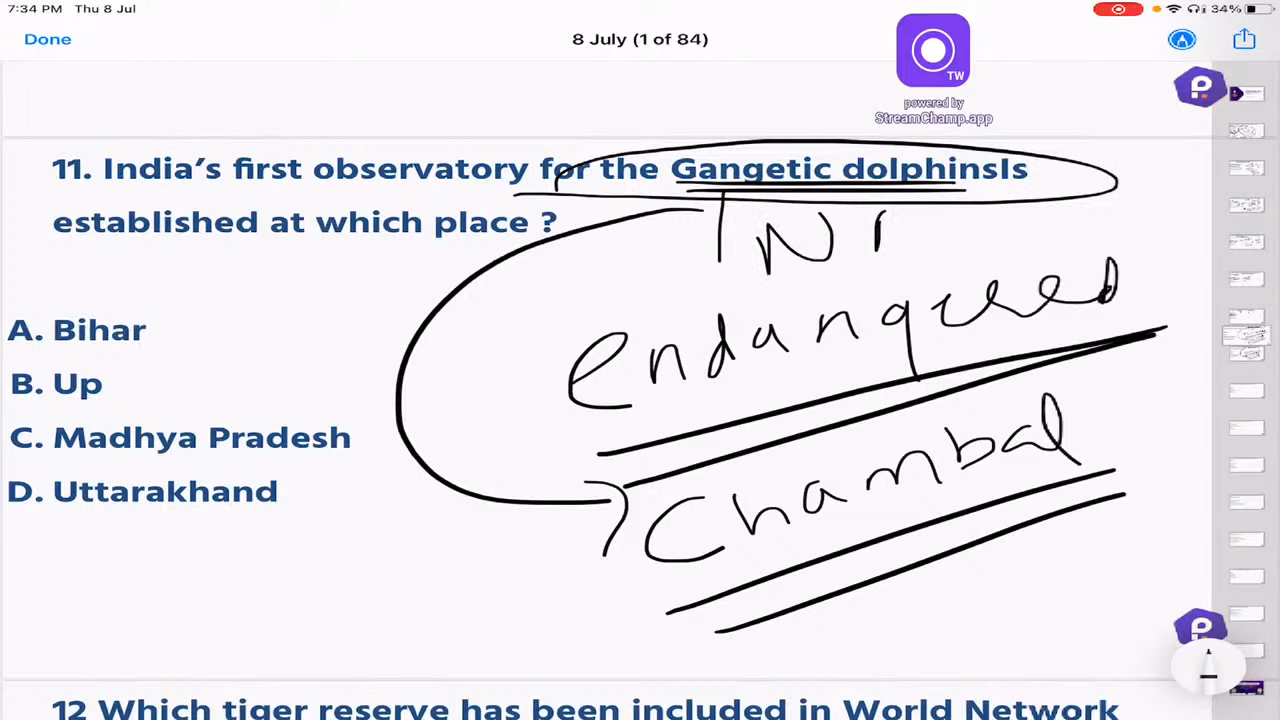 7:34 PM Thu 8 Jul
34%
Done
8 July (1 of 84)
TW
powered by
StreamChamp.app
11. India's first observatory for the Gangetic dolphinsIs
established at which place ?
endangered
Chambal
A. Bihar
B. Up
C. Madhya Pradesh
D. Uttarakhand
12 Which tiger reserve has been included in World Network